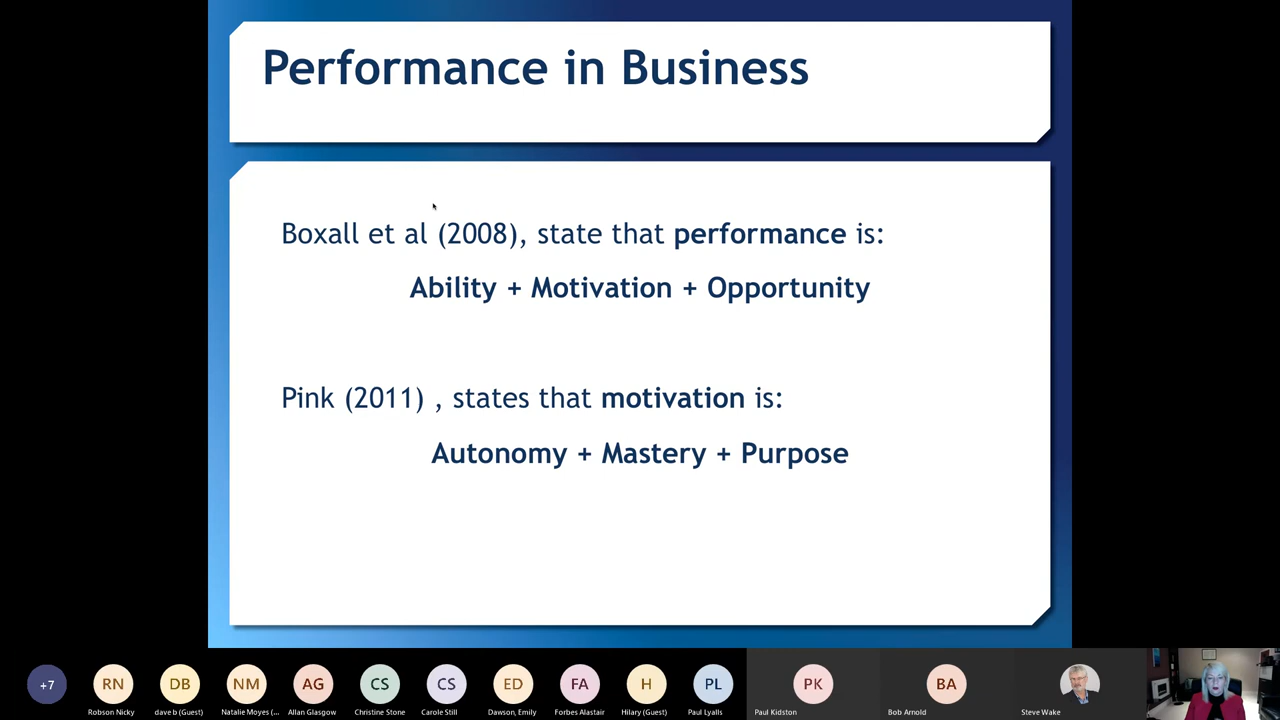 Performance in Business
Boxall et al (2008), state that performance is:
Ability + Motivation + Opportunity
Pink (2011) , states that motivation is:
Autonomy + Mastery + Purpose
+7
RN
DB
NM
AG
CS
CS
ED
FA
H
PL
PK
BA
Robson Nicky
dave b (Guest)
Natalie Moyes (...
Allan Glasgow
Christine Stone
Carole Still
Dawson, Emily
Forbes Alastair
Hilary (Guest)
Paul Lyalls
Paul Kidston
Bob Arnold
Steve Wake